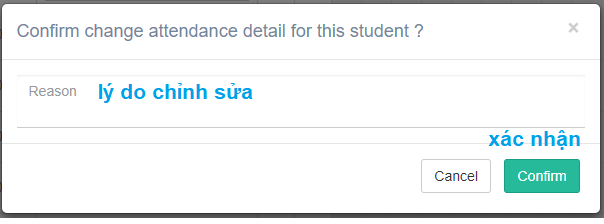 Confirm change attendance detail for this student ?
×
Reason lý do chỉnh sửa
xác nhận
Cancel Confirm